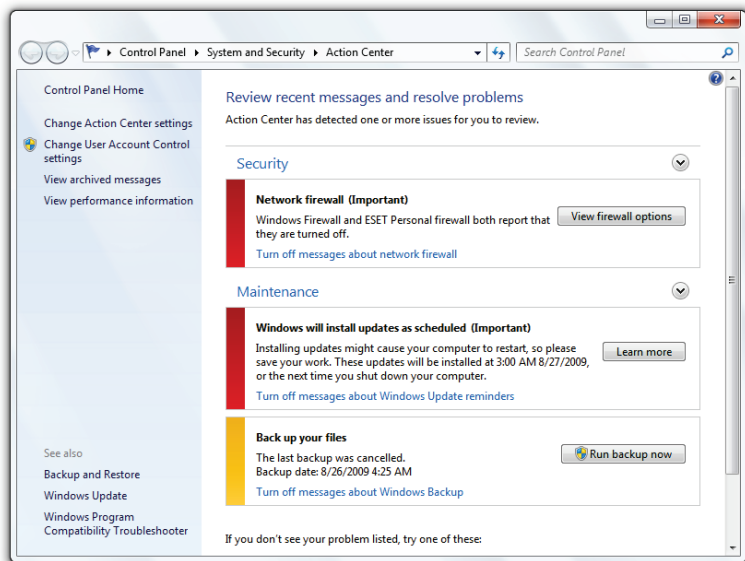 Control Panel ▸ System and Security ▸ Action Center
Search Control Panel
Control Panel Home
Change Action Center settings
Change User Account Control
settings
View archived messages
View performance information
See also
Backup and Restore
Windows Update
Windows Program
Compatibility Troubleshooter
Review recent messages and resolve problems
Action Center has detected one or more issues for you to review.
Security
Network firewall (Important)
Windows Firewall and ESET Personal firewall both report that
they are turned off.
View firewall options
Turn off messages about network firewall
Maintenance
Windows will install updates as scheduled (Important)
Installing updates might cause your computer to restart, so please
save your work. These updates will be installed at 3:00 AM 8/27/2009,
or the next time you shut down your computer.
Learn more
Turn off messages about Windows Update reminders
Back up your files
The last backup was cancelled.
Backup date: 8/26/2009 4:25 AM
Run backup now
Turn off messages about Windows Backup
If you don't see your problem listed, try one of these: